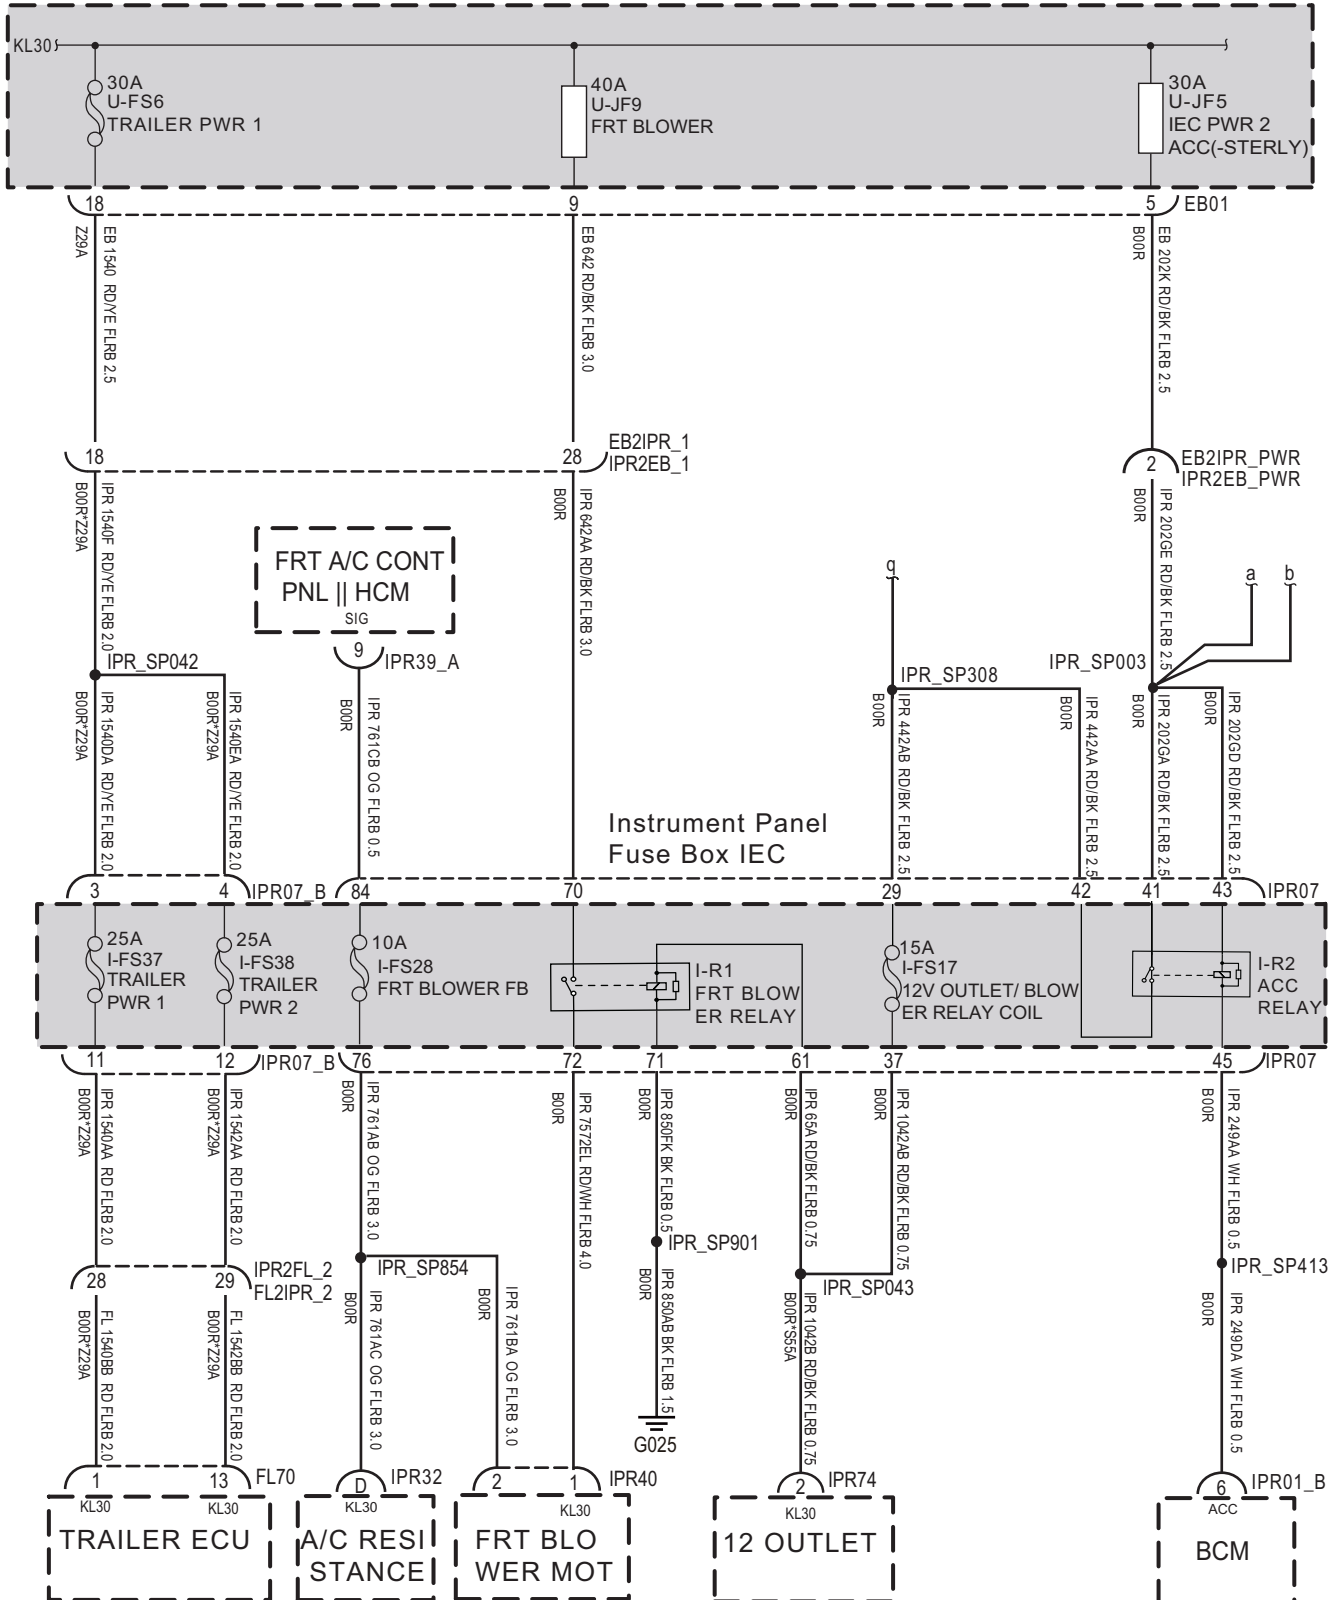 KL30
30A
U-FS6
TRAILER PWR 1
40A
U-JF9
FRT BLOWER
30A
U-JF5
IEC PWR 2
ACC(-STERLY)
18
9
5
EB01
Z29A
EB 1540 RD/YE FLRB 2.5
EB 642 RD/BK FLRB 3.0
B00R
EB 202K RD/BK FLRB 2.5
18
28
EB2IPR_1
IPR2EB_1
2
EB2IPR_PWR
IPR2EB_PWR
B00R*Z29A
IPR 1540F RD/YE FLRB 2.0
B00R
IPR 642AA RD/BK FLRB 3.0
B00R
IPR 202GE RD/BK FLRB 2.5
FRT A/C CONT
PNL || HCM
SIG
9
IPR39_A
q
a
b
IPR_SP042
IPR_SP308
IPR_SP003
B00R*Z29A
IPR 1540DA RD/YE FLRB 2.0
B00R*Z29A
IPR 1540EA RD/YE FLRB 2.0
B00R
IPR 761CB OG FLRB 0.5
B00R
IPR 442AB RD/BK FLRB 2.5
B00R
IPR 442AA RD/BK FLRB 2.5
B00R
IPR 202GA RD/BK FLRB 2.5
B00R
IPR 202GD RD/BK FLRB 2.5
Instrument Panel
Fuse Box IEC
3
4
IPR07_B
84
70
29
42
41
43
IPR07
25A
I-FS37
TRAILER
PWR 1
25A
I-FS38
TRAILER
PWR 2
10A
I-FS28
FRT BLOWER FB
I-R1
FRT BLOW
ER RELAY
15A
I-FS17
12V OUTLET/ BLOW
ER RELAY COIL
I-R2
ACC
RELAY
11
12
IPR07_B
76
72
71
61
37
45
IPR07
B00R*Z29A
IPR 1540AA RD FLRB 2.0
B00R*Z29A
IPR 1542AA RD FLRB 2.0
B00R
IPR 761AB OG FLRB 3.0
B00R
IPR 7572EL RD/WH FLRB 4.0
B00R
IPR 850FK BK FLRB 0.5
B00R
IPR 65A RD/BK FLRB 0.75
B00R
IPR 1042AB RD/BK FLRB 0.75
B00R
IPR 249AA WH FLRB 0.5
IPR_SP901
IPR_SP854
IPR_SP043
IPR_SP413
28
29
IPR2FL_2
FL2IPR_2
B00R*Z29A
FL 1540BB RD FLRB 2.0
B00R*Z29A
FL 1542BB RD FLRB 2.0
B00R
IPR 761AC OG FLRB 3.0
B00R
IPR 761BA OG FLRB 3.0
B00R
IPR 850AB BK FLRB 1.5
B00R*S55A
IPR 1042B RD/BK FLRB 0.75
B00R
IPR 249DA WH FLRB 0.5
G025
1
13
FL70
D
IPR32
2
1
IPR40
2
IPR74
6
IPR01_B
KL30
KL30
TRAILER ECU
KL30
A/C RESI
STANCE
KL30
FRT BLO
WER MOT
KL30
12 OUTLET
ACC
BCM